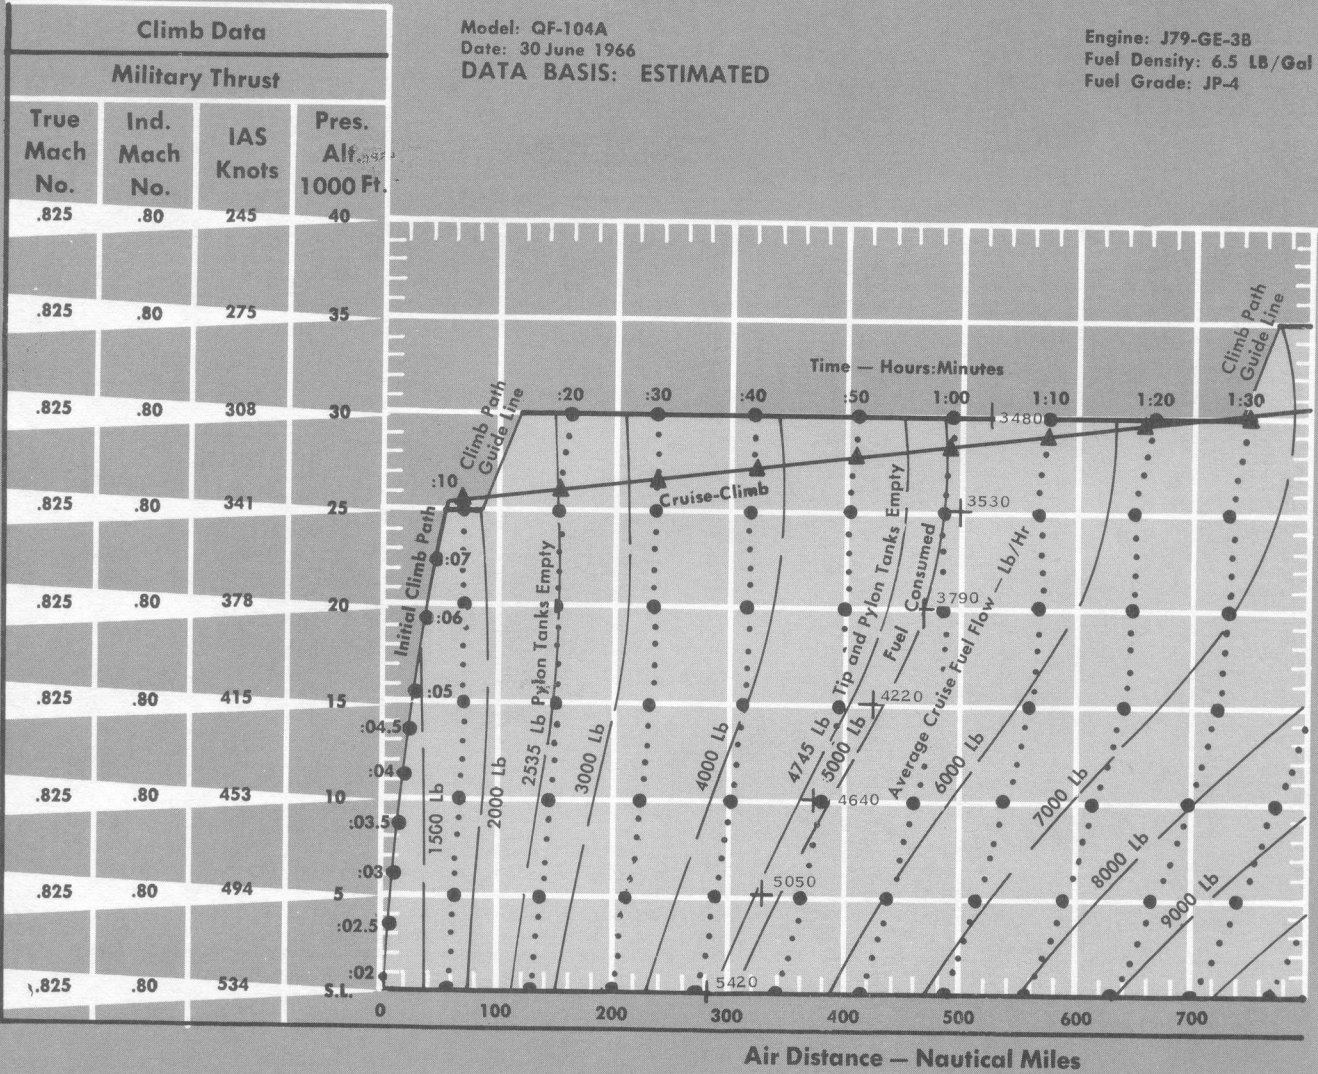 Climb Data
Military Thrust
True Mach No.
Ind. Mach No.
IAS Knots
Pres. Alt. 1000 Ft.
.825 .80 245 40
.825 .80 275 35
.825 .80 308 30
.825 .80 341 25
.825 .80 378 20
.825 .80 415 15
.825 .80 453 10
.825 .80 494 5
.825 .80 534 S.L.
Model: QF-104A
Date: 30 June 1966
DATA BASIS: ESTIMATED
Engine: J79-GE-3B
Fuel Density: 6.5 LB/Gal
Fuel Grade: JP-4
Time — Hours:Minutes
:20 :30 :40 :50 1:00 1:10 1:20 1:30
Climb Path
Guide Line
Climb Path
Guide Line
3480
:10
Cruise-Climb
3530
Initial Climb Path
:07
:06
:05
:04.5
:04
:03.5
:03
:02.5
:02
3790
4220
4640
5050
5420
1500 Lb
2000 Lb
2535 Lb Pylon Tanks Empty
3000 Lb
4000 Lb
4745 Lb Tip and Pylon Tanks Empty
5000 Lb Fuel Consumed
Average Cruise Fuel Flow — Lb/Hr
6000 Lb
7000 Lb
8000 Lb
9000 Lb
0 100 200 300 400 500 600 700
Air Distance — Nautical Miles